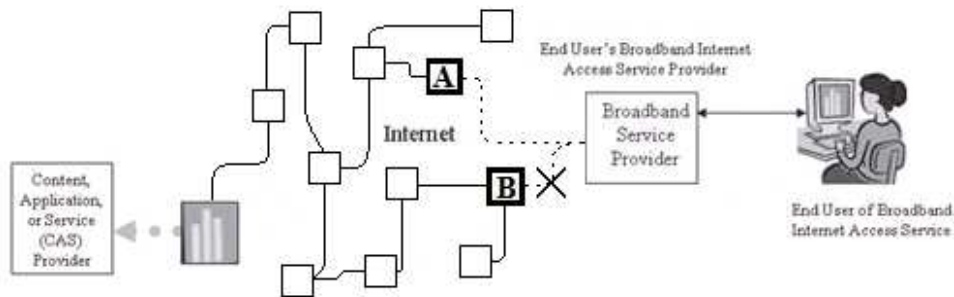 End User's Broadband Internet
Access Service Provider
A
Internet
Broadband
Service
Provider
Content,
Application,
or Service
(CAS)
Provider
B
End User of Broadband
Internet Access Service